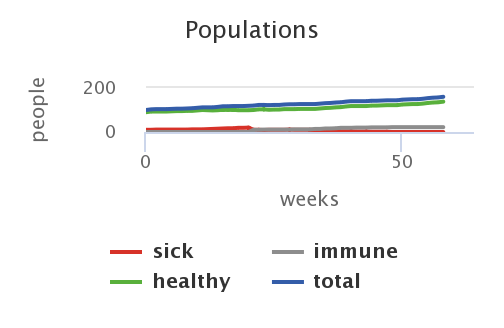 Populations
people
200
0
0
50
weeks
sick
immune
healthy
total